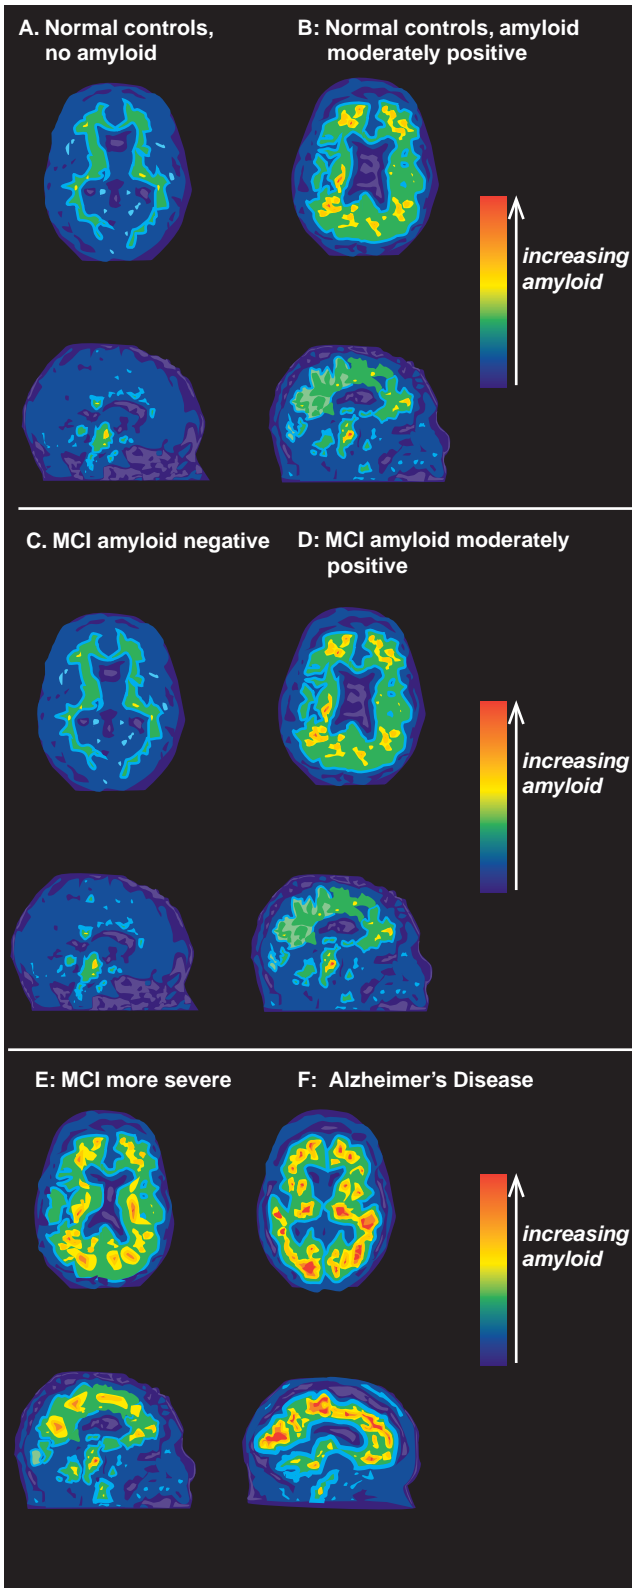 A. Normal controls,
no amyloid
B: Normal controls, amyloid
moderately positive
increasing
amyloid
C. MCI amyloid negative
D: MCI amyloid moderately
positive
increasing
amyloid
E: MCI more severe
F: Alzheimer's Disease
increasing
amyloid